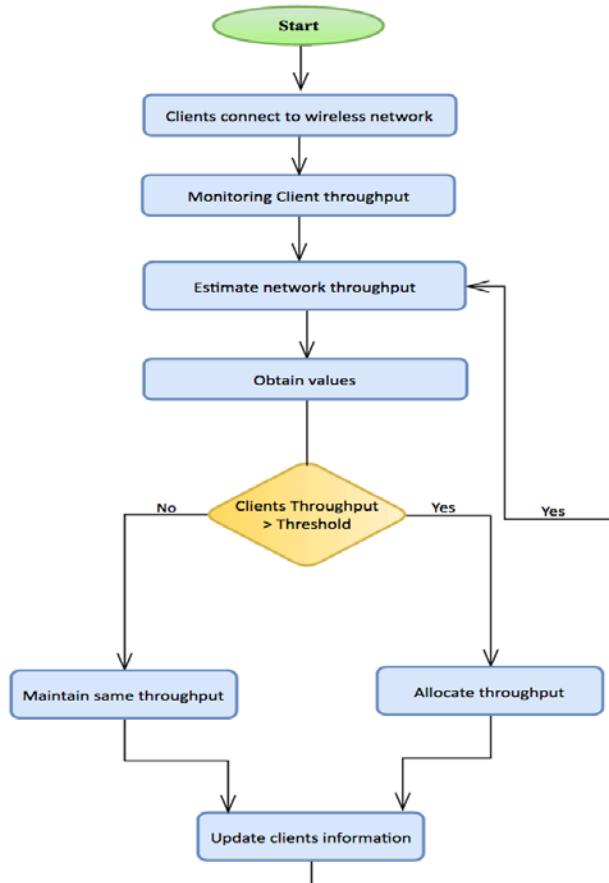 Start
Clients connect to wireless network
Monitoring Client throughput
Estimate network throughput
Obtain values
Clients Throughput
> Threshold
No
Yes
Yes
Maintain same throughput
Allocate throughput
Update clients information